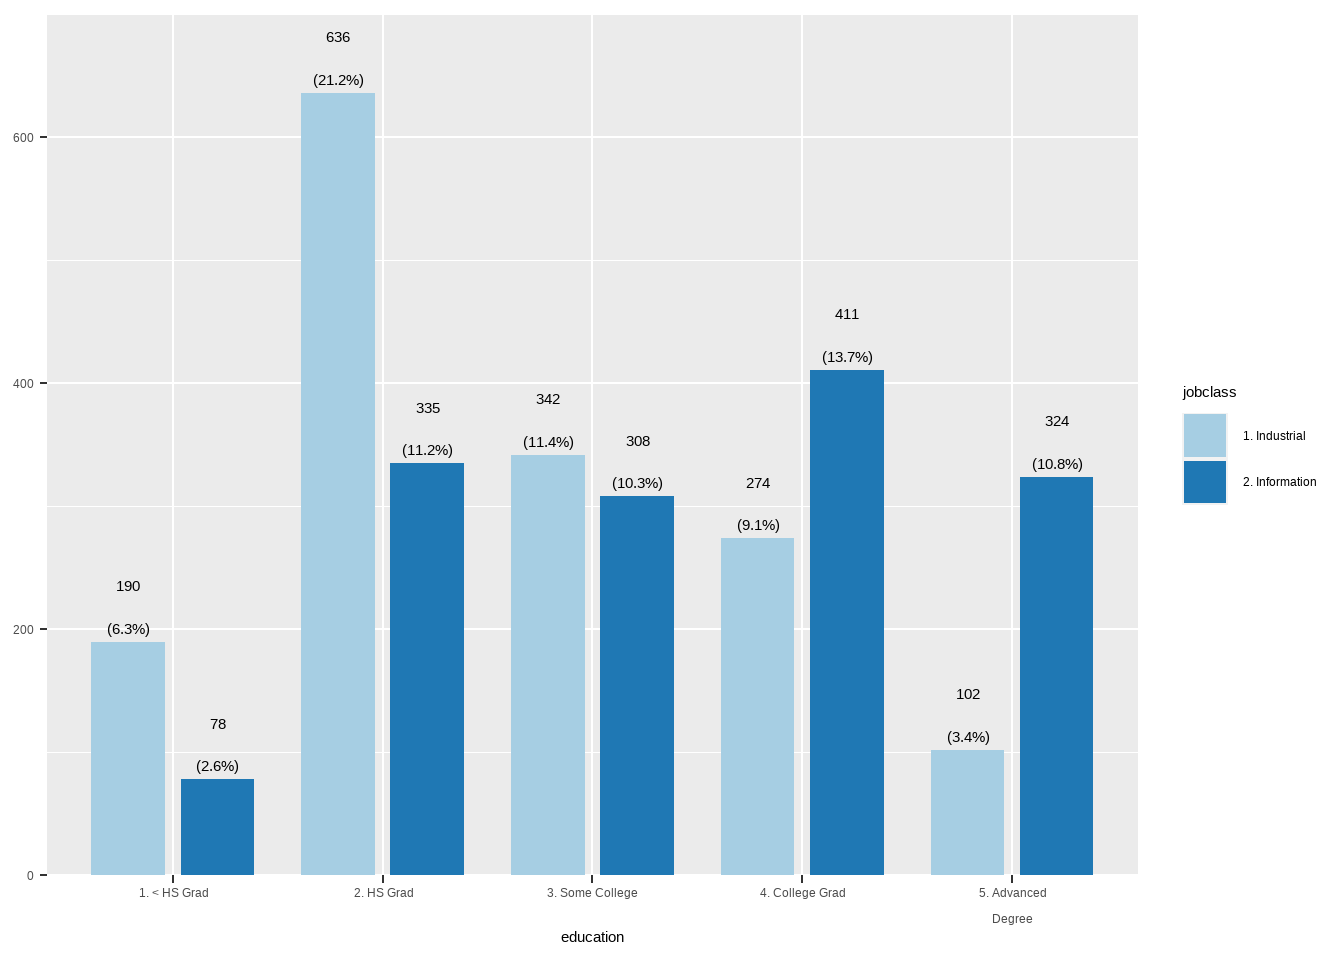 636
(21.2%)
600
411
(13.7%)
400
342
335
(11.4%)
(11.2%)
308
(10.3%)
324
(10.8%)
274
(9.1%)
190
(6.3%)
200
102
(3.4%)
78
(2.6%)
0
1. < HS Grad
2. HS Grad
3. Some College
4. College Grad
5. Advanced
Degree
education
jobclass
1. Industrial
2. Information